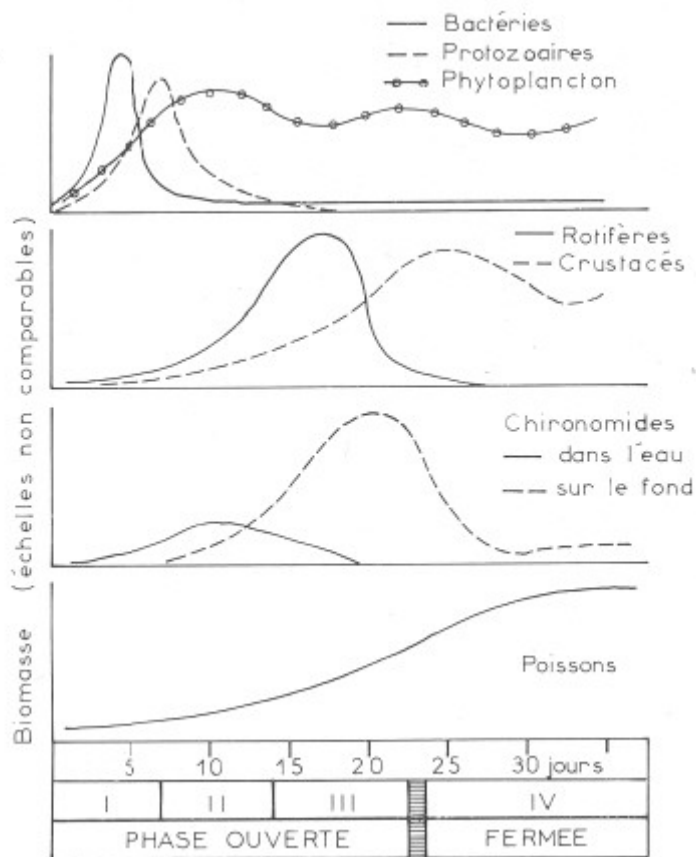 Bactéries
Protozoaires
Phytoplancton
Rotifères
Crustacés
Chironomides
dans l'eau
sur le fond
Poissons
Biomasse (échelles non comparables)
5 10 15 20 25 30 jours
I II III IV
PHASE OUVERTE FERMEE